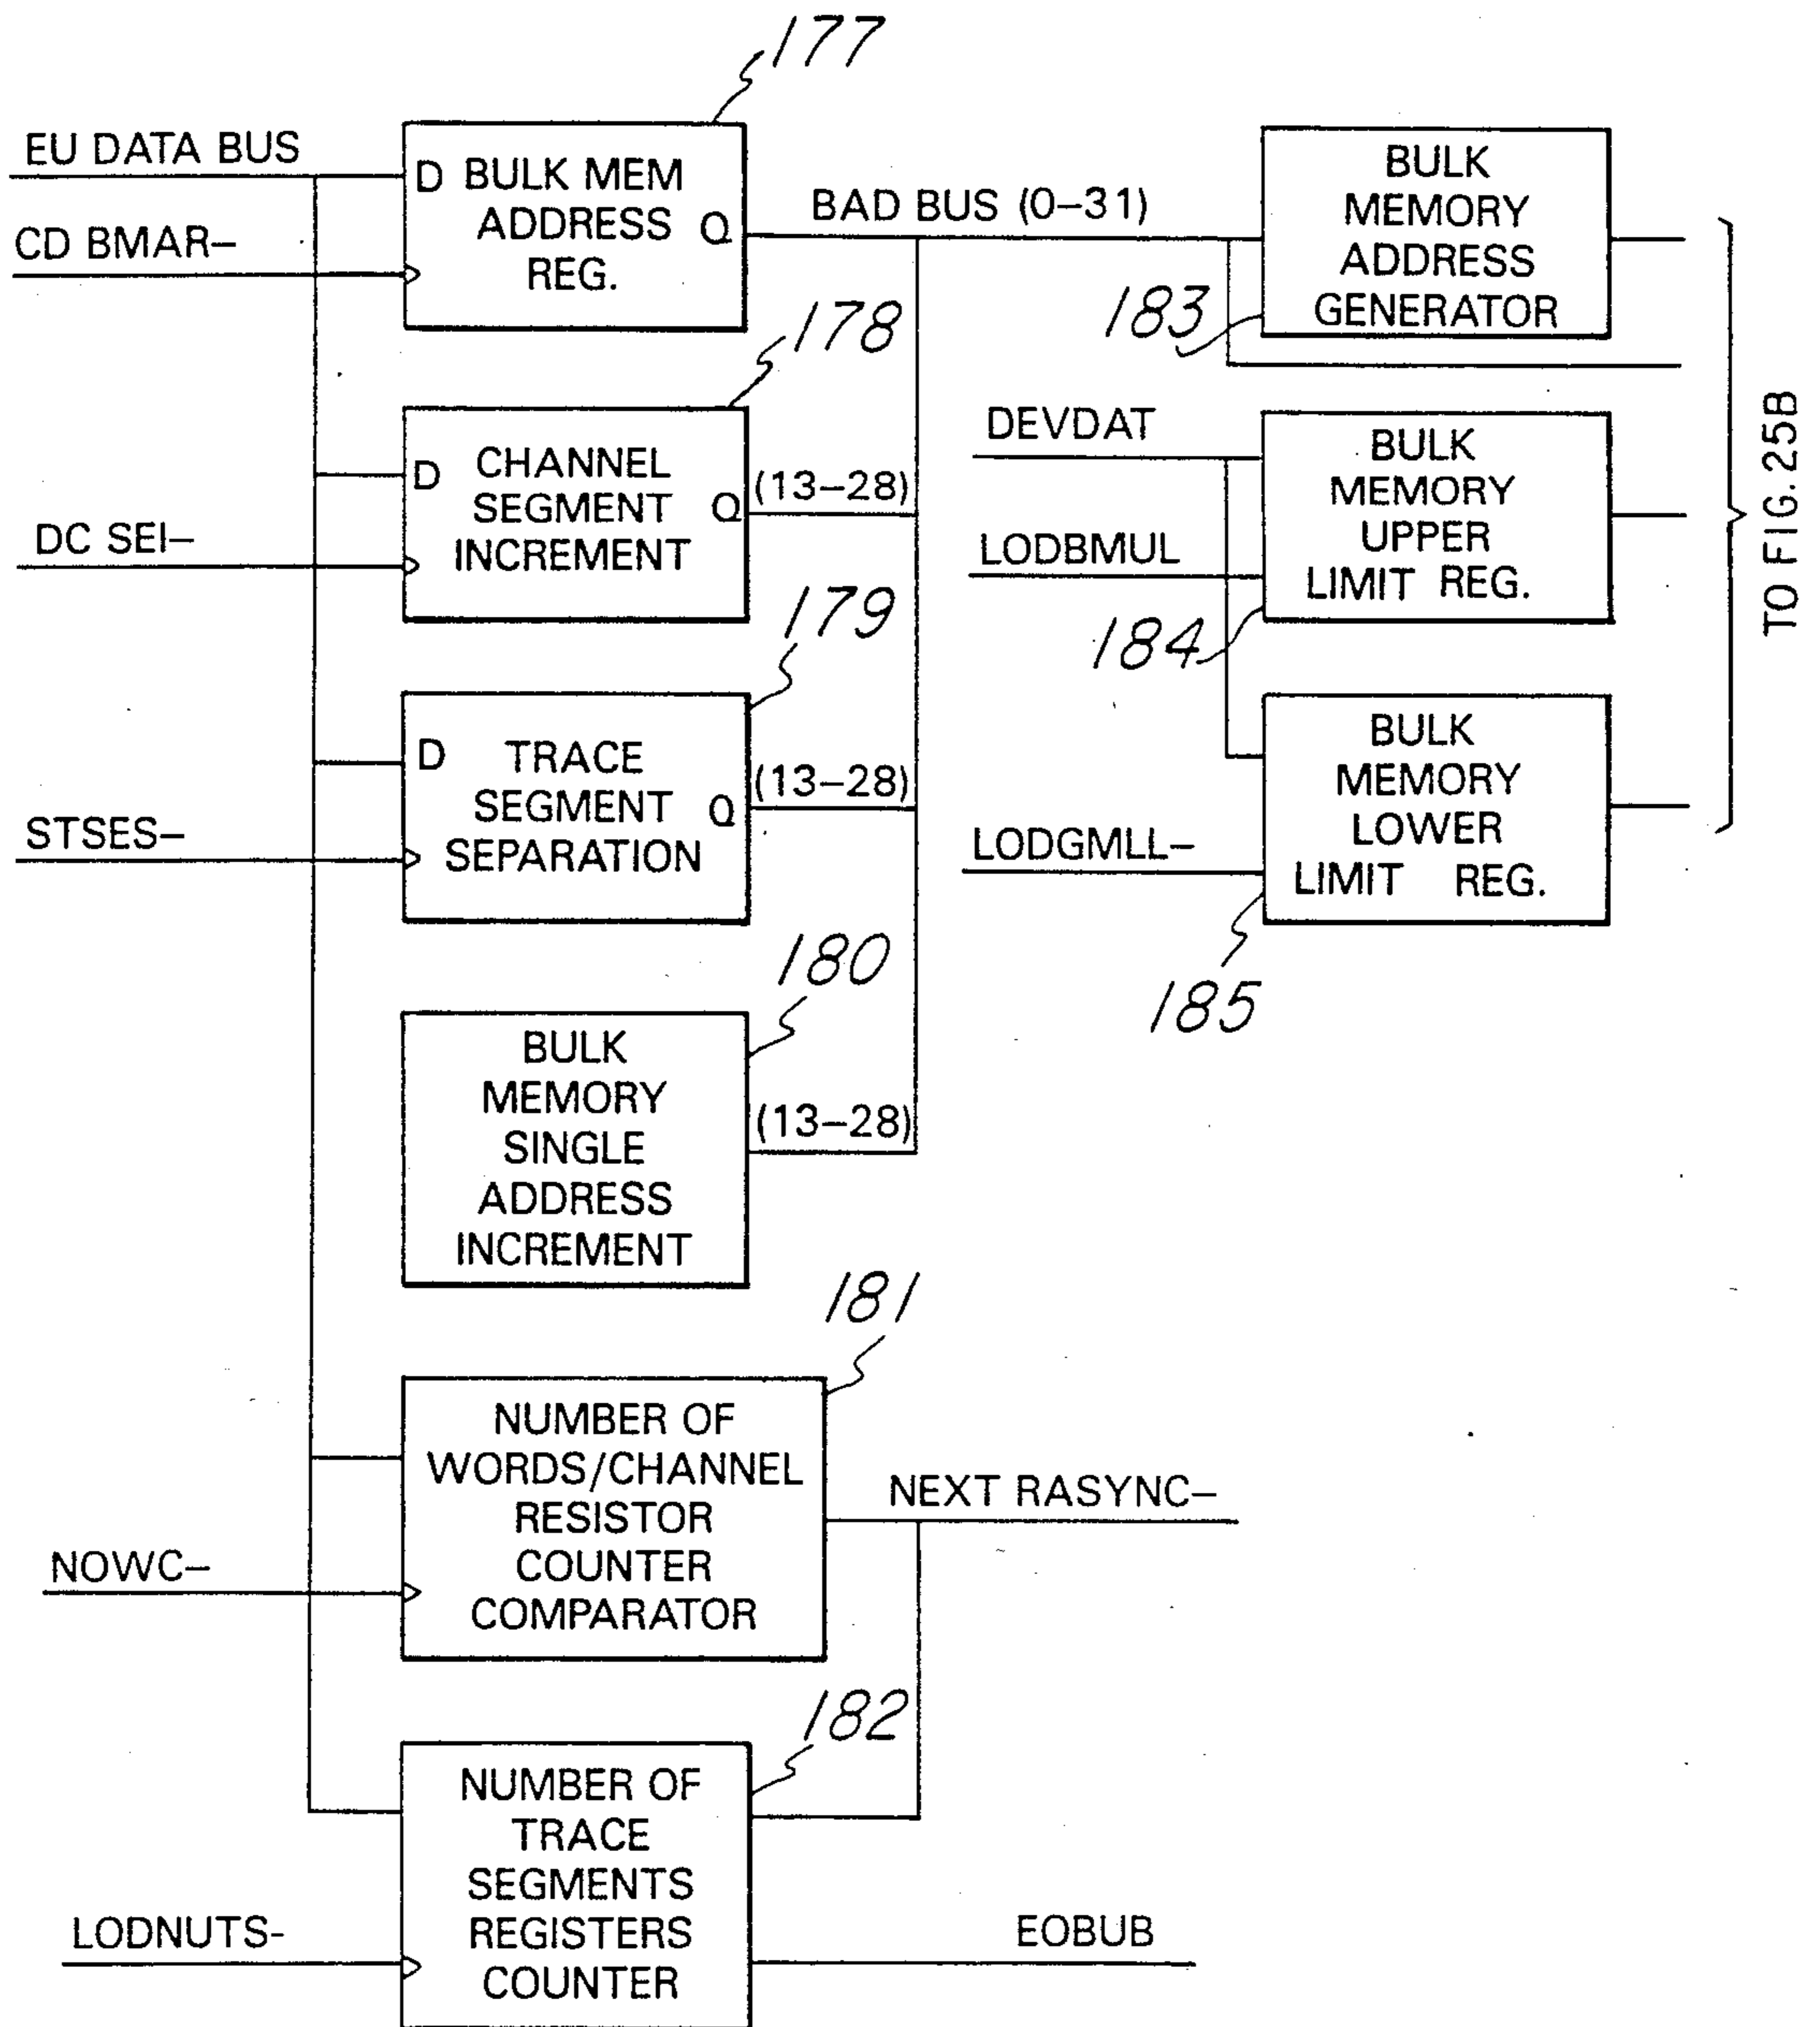 177
EU DATA BUS
CD BMAR–
D BULK MEM
ADDRESS
Q
REG.
BAD BUS (0–31)
BULK
MEMORY
ADDRESS
GENERATOR
183
178
DC SEI–
D
CHANNEL
SEGMENT
INCREMENT
Q
(13–28)
DEVDAT
LODBMUL
BULK
MEMORY
UPPER
LIMIT REG.
184
TO FIG. 25B
179
STSES–
D
TRACE
SEGMENT
SEPARATION
Q
(13–28)
LODGMLL–
BULK
MEMORY
LOWER
LIMIT REG.
185
180
BULK
MEMORY
SINGLE
ADDRESS
INCREMENT
(13–28)
181
NOWC–
NUMBER OF
WORDS/CHANNEL
RESISTOR
COUNTER
COMPARATOR
NEXT RASYNC–
182
LODNUTS-
NUMBER OF
TRACE
SEGMENTS
REGISTERS
COUNTER
EOBUB